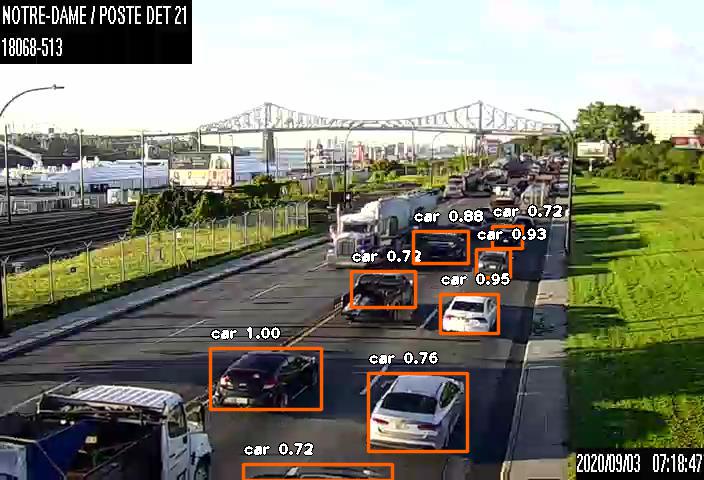 NOTRE-DAME / POSTE DET 21
18068-513
car 0.88
car 0.72
car 0.93
car 0.72
car 0.95
car 1.00
car 0.76
car 0.72
2020/09/03 07:18:47